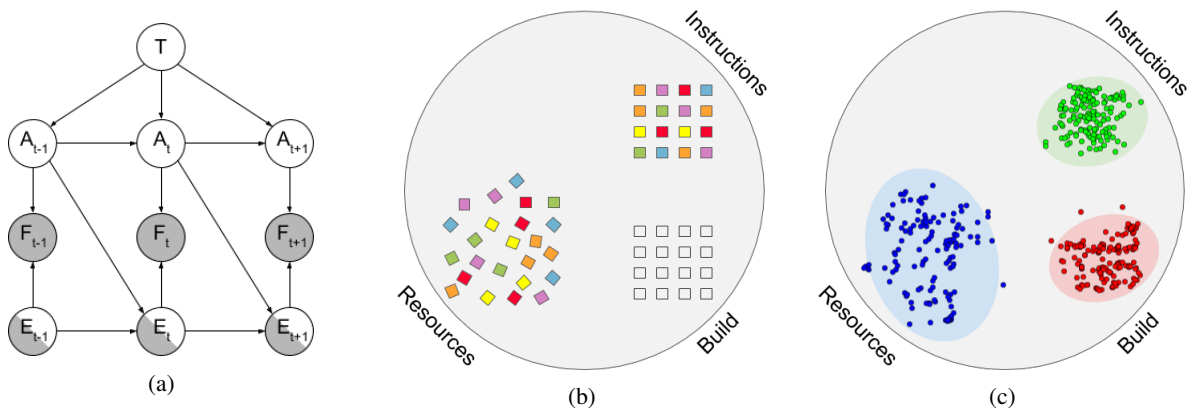 T
A t-1
A t
A t+1
F t-1
F t
F t+1
E t-1
E t
E t+1
(a)
Instructions
Resources
Build
(b)
Instructions
Resources
Build
(c)